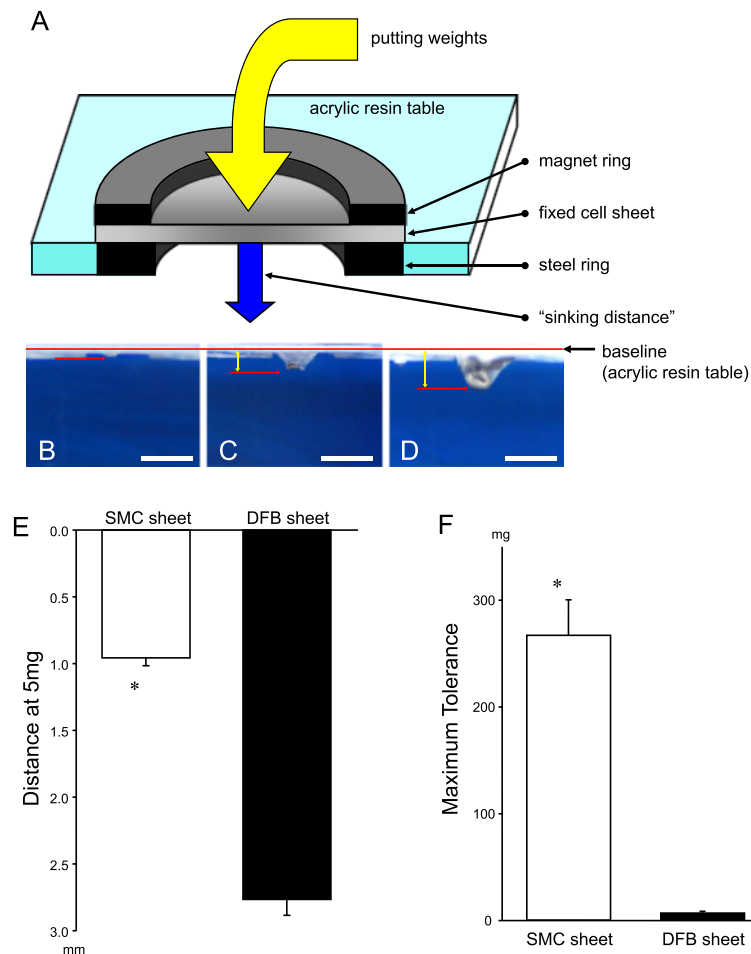 A
putting weights
acrylic resin table
magnet ring
fixed cell sheet
steel ring
“sinking distance”
baseline
(acrylic resin table)
B
C
D
E
SMC sheet
DFB sheet
0.0
0.5
1.0
1.5
2.0
2.5
3.0
mm
Distance at 5mg
*
F
mg
300
200
100
0
Maximum Tolerance
*
SMC sheet
DFB sheet